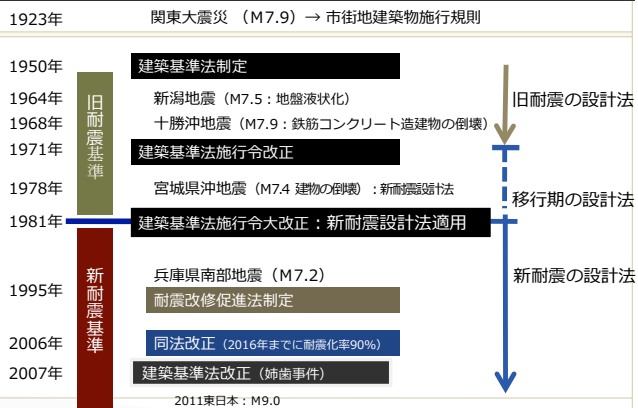 1923年 関東大震災 （M7.9）→ 市街地建築物施行規則
1950年 建築基準法制定
1964年 新潟地震（M7.5：地盤液状化）
旧耐震の設計法
1968年 十勝沖地震（M7.9：鉄筋コンクリート造建物の倒壊）
旧耐震基準
1971年 建築基準法施行令改正
1978年 宮城県沖地震（M7.4 建物の倒壊）：新耐震設計法
移行期の設計法
1981年 建築基準法施行令大改正：新耐震設計法適用
兵庫県南部地震（M7.2）
新耐震の設計法
1995年 耐震改修促進法制定
新耐震基準
2006年 同法改正（2016年までに耐震化率90%）
2007年 建築基準法改正（姉歯事件）
2011東日本：M9.0